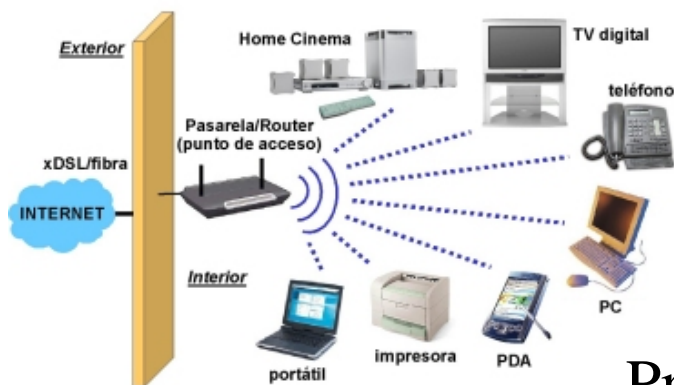 Exterior
Home Cinema
TV digital
teléfono
Pasarela/Router
(punto de acceso)
xDSL/fibra
INTERNET
Interior
PC
portátil
impresora
PDA